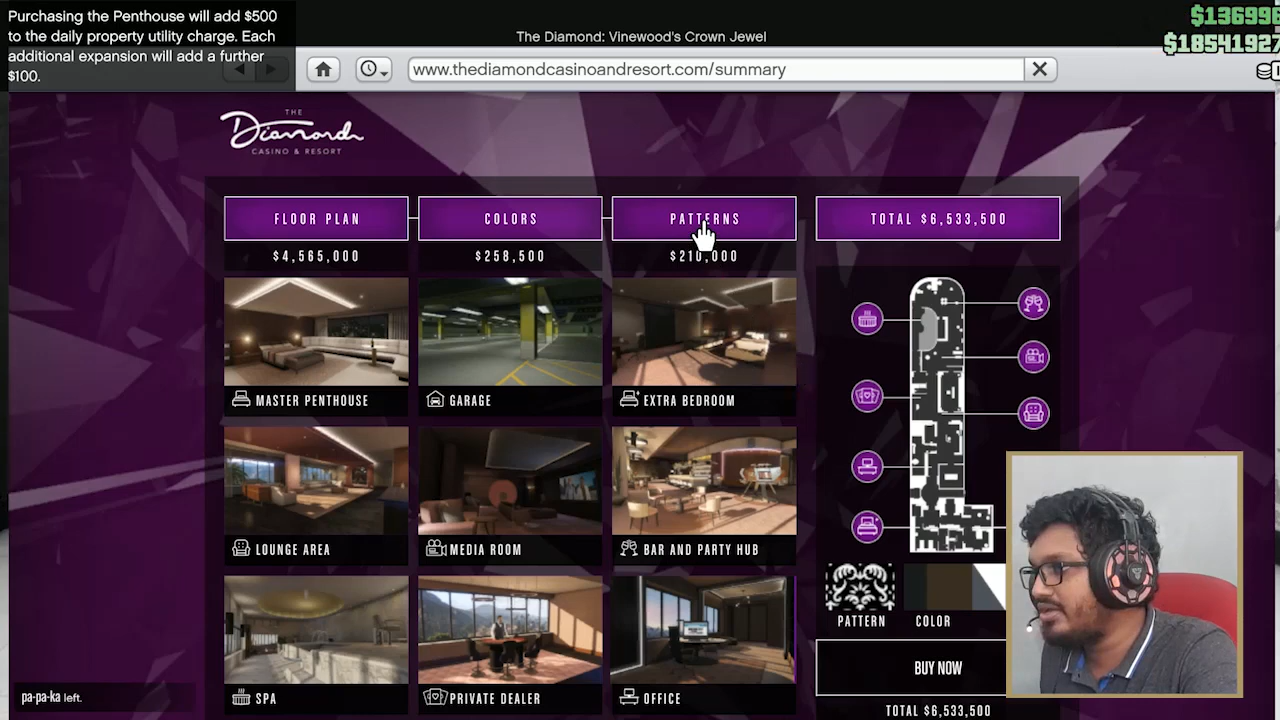 Purchasing the Penthouse will add $500
to the daily property utility charge. Each
additional expansion will add a further
$100.
The Diamond: Vinewood's Crown Jewel
$136996
$18541927
www.thediamondcasinoandresort.com/summary
THE
Diamond
CASINO & RESORT
FLOOR PLAN
COLORS
PATTERNS
TOTAL $6,533,500
$4,565,000
$258,500
$210,000
MASTER PENTHOUSE
GARAGE
EXTRA BEDROOM
LOUNGE AREA
MEDIA ROOM
BAR AND PARTY HUB
PATTERN
COLOR
BUY NOW
SPA
PRIVATE DEALER
OFFICE
TOTAL $6,533,500
pa-pa-ka left.